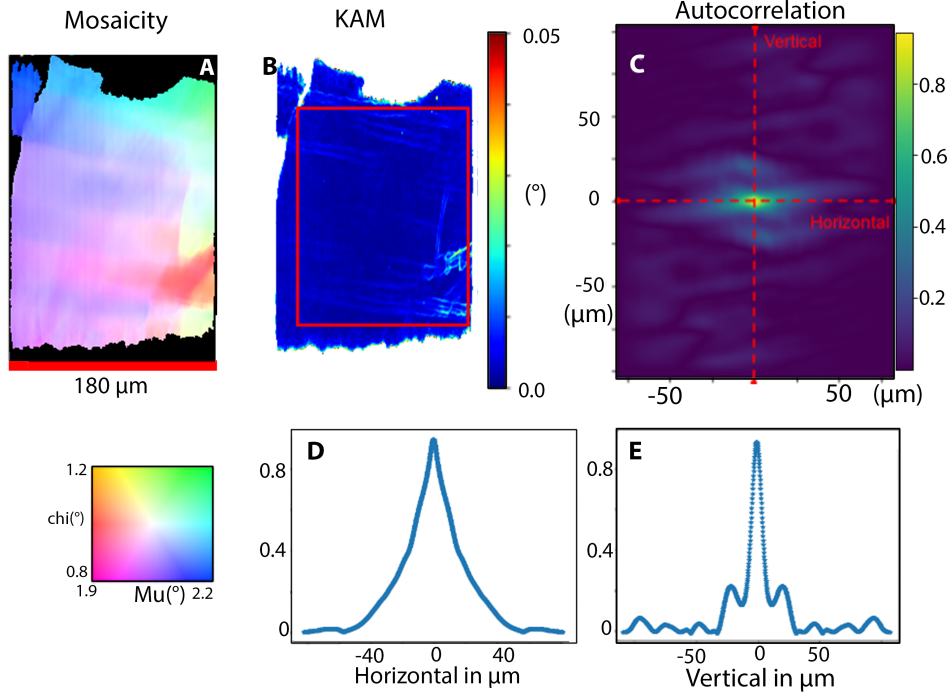 Mosaicity
KAM
Autocorrelation
A
B
0.05
(°)
0.0
C
Vertical
Horizontal
50
0
-50
(µm)
-50
50
(µm)
0.8
0.6
0.4
0.2
180 µm
1.2
chi(°)
0.8
1.9
Mu(°)
2.2
D
0.8
0.4
0
-40
0
40
Horizontal in µm
E
0.8
0.4
0
-50
0
50
Vertical in µm